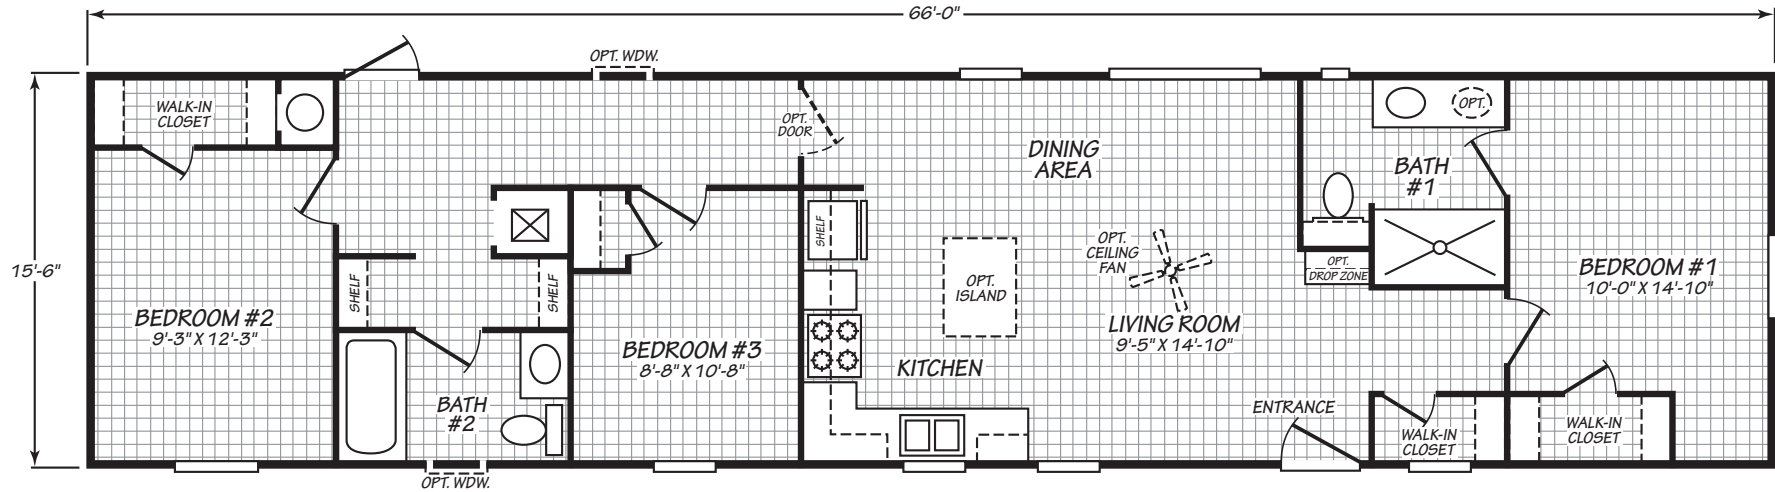 66'-0"
OPT. WDW.
WALK-IN
CLOSET
OPT.
DOOR
DINING
AREA
OPT.
BATH
#1
15'-6"
SHELF
OPT.
CEILING
FAN
OPT.
DROP ZONE
OPT.
ISLAND
BEDROOM #1
10'-0" X 14'-10"
SHELF
SHELF
BEDROOM #2
9'-3" X 12'-3"
LIVING ROOM
9'-5" X 14'-10"
BEDROOM #3
8'-8" X 10'-8"
KITCHEN
BATH
#2
ENTRANCE
WALK-IN
CLOSET
WALK-IN
CLOSET
OPT. WDW.